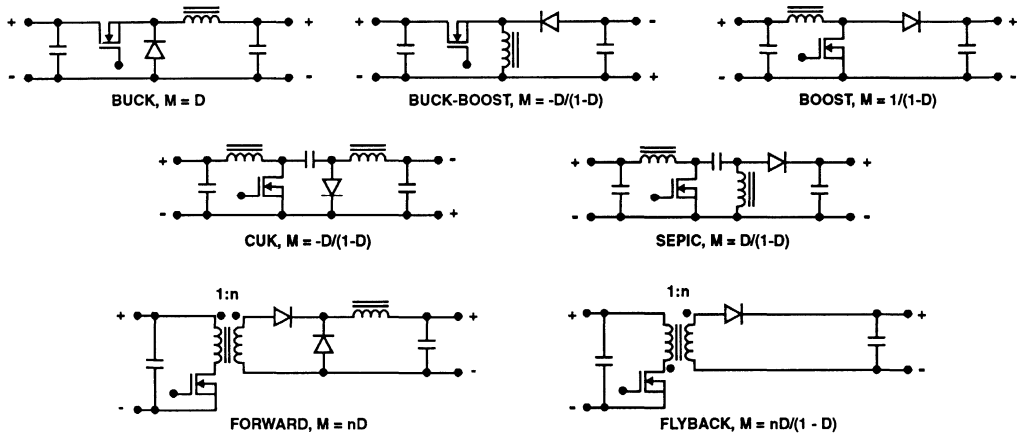 + + + - + +
- - - + - -
BUCK, M = D
BUCK-BOOST, M = -D/(1-D)
BOOST, M = 1/(1-D)
+ - + +
- + - -
CUK, M = -D/(1-D)
SEPIC, M = D/(1-D)
1:n
1:n
+ + + +
- - - -
FORWARD, M = nD
FLYBACK, M = nD/(1 - D)